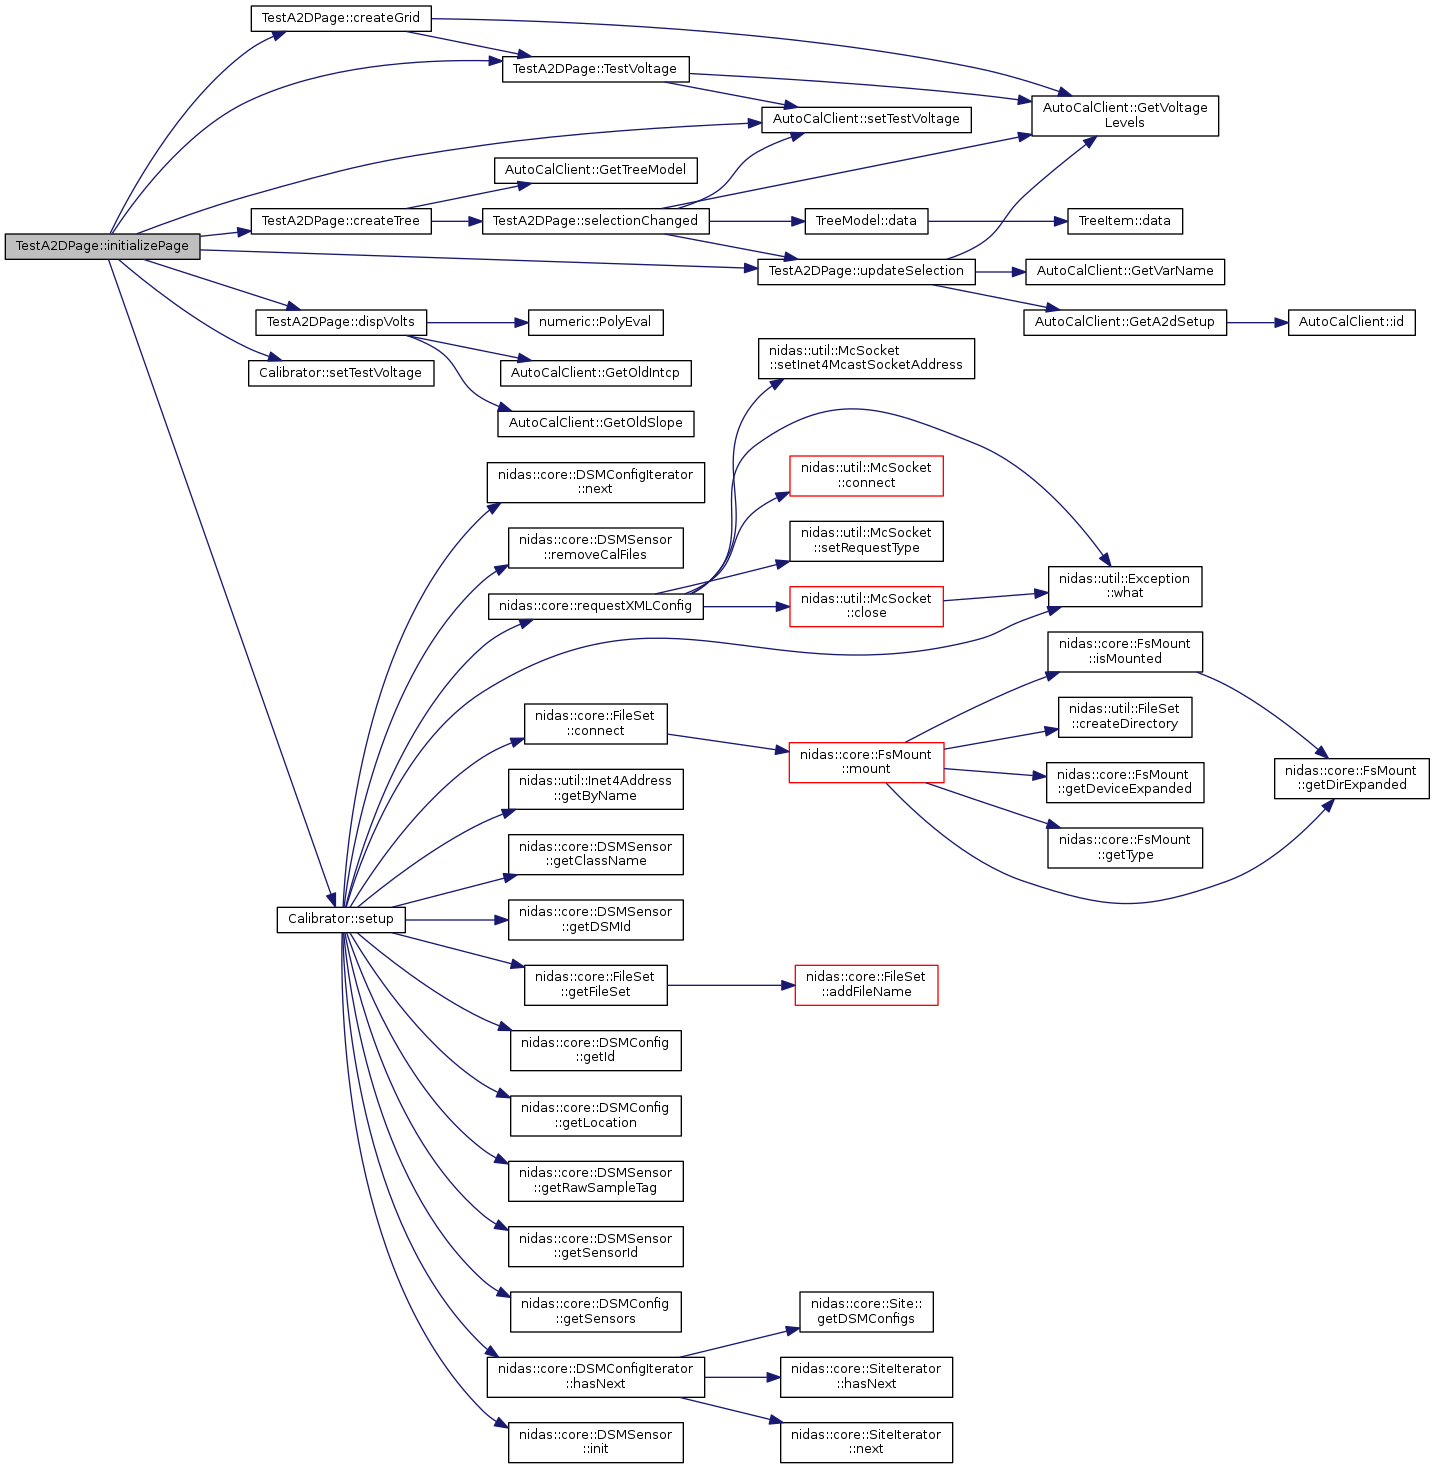 TestA2DPage::createGrid
TestA2DPage::TestVoltage
AutoCalClient::GetVoltage
Levels
AutoCalClient::setTestVoltage
AutoCalClient::GetTreeModel
TestA2DPage::createTree
TestA2DPage::selectionChanged
TreeModel::data
TreeItem::data
TestA2DPage::initializePage
TestA2DPage::updateSelection
AutoCalClient::GetVarName
TestA2DPage::dispVolts
numeric::PolyEval
AutoCalClient::GetA2dSetup
AutoCalClient::id
Calibrator::setTestVoltage
AutoCalClient::GetOldIntcp
nidas::util::McSocket
::setInet4McastSocketAddress
AutoCalClient::GetOldSlope
nidas::core::DSMConfigIterator
::next
nidas::util::McSocket
::connect
nidas::core::DSMSensor
::removeCalFiles
nidas::util::McSocket
::setRequestType
nidas::core::requestXMLConfig
nidas::util::McSocket
::close
nidas::util::Exception
::what
nidas::core::FsMount
::isMounted
nidas::core::FileSet
::connect
nidas::util::FileSet
::createDirectory
nidas::core::FsMount
::mount
nidas::core::FsMount
::getDeviceExpanded
nidas::core::FsMount
::getDirExpanded
nidas::util::Inet4Address
::getByName
nidas::core::FsMount
::getType
nidas::core::DSMSensor
::getClassName
Calibrator::setup
nidas::core::DSMSensor
::getDSMId
nidas::core::FileSet
::getFileSet
nidas::core::FileSet
::addFileName
nidas::core::DSMConfig
::getId
nidas::core::DSMConfig
::getLocation
nidas::core::DSMSensor
::getRawSampleTag
nidas::core::DSMSensor
::getSensorId
nidas::core::DSMConfig
::getSensors
nidas::core::Site::
getDSMConfigs
nidas::core::DSMConfigIterator
::hasNext
nidas::core::SiteIterator
::hasNext
nidas::core::DSMSensor
::init
nidas::core::SiteIterator
::next